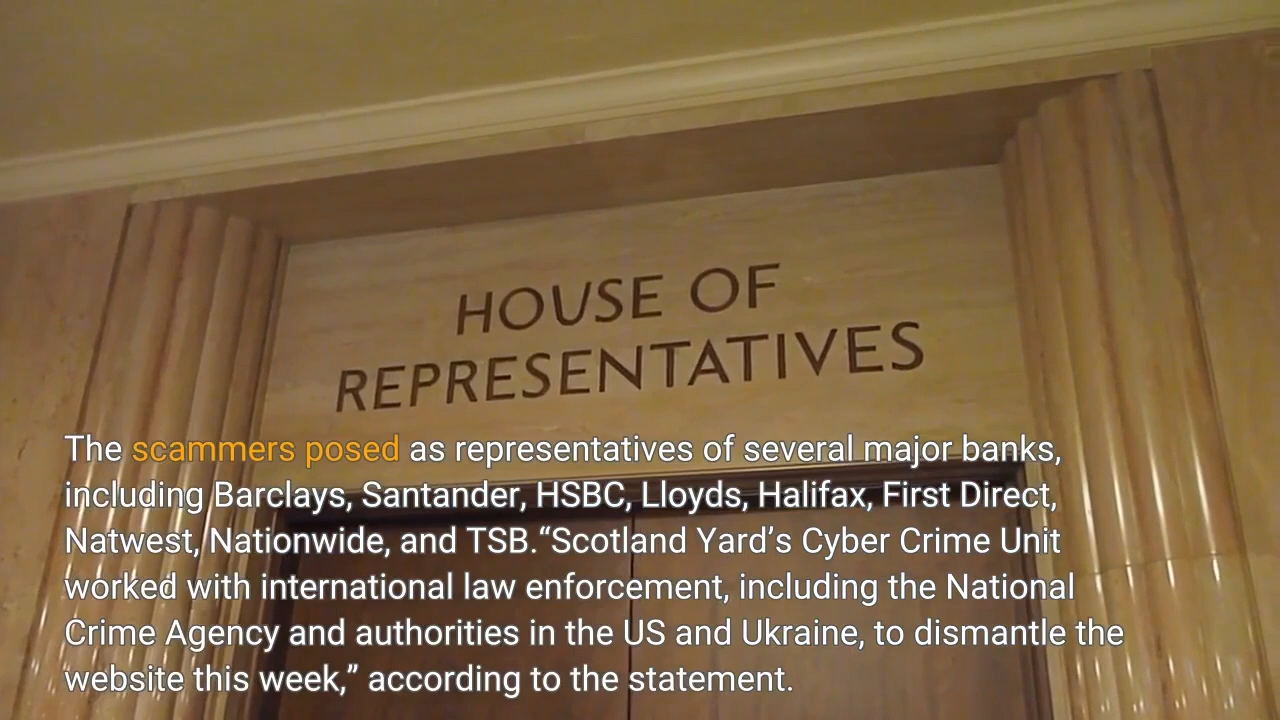 HOUSE OF
REPRESENTATIVES
The scammers posed as representatives of several major banks,
including Barclays, Santander, HSBC, Lloyds, Halifax, First Direct,
Natwest, Nationwide, and TSB.“Scotland Yard’s Cyber Crime Unit
worked with international law enforcement, including the National
Crime Agency and authorities in the US and Ukraine, to dismantle the
website this week,” according to the statement.